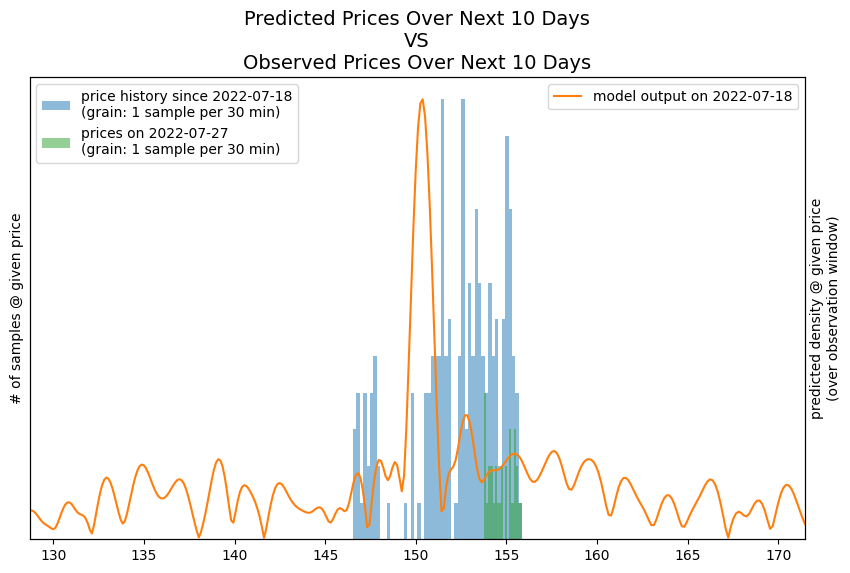 Predicted Prices Over Next 10 Days
VS
Observed Prices Over Next 10 Days
price history since 2022-07-18
(grain: 1 sample per 30 min)
prices on 2022-07-27
(grain: 1 sample per 30 min)
model output on 2022-07-18
# of samples @ given price
predicted density @ given price
(over observation window)
130 135 140 145 150 155 160 165 170